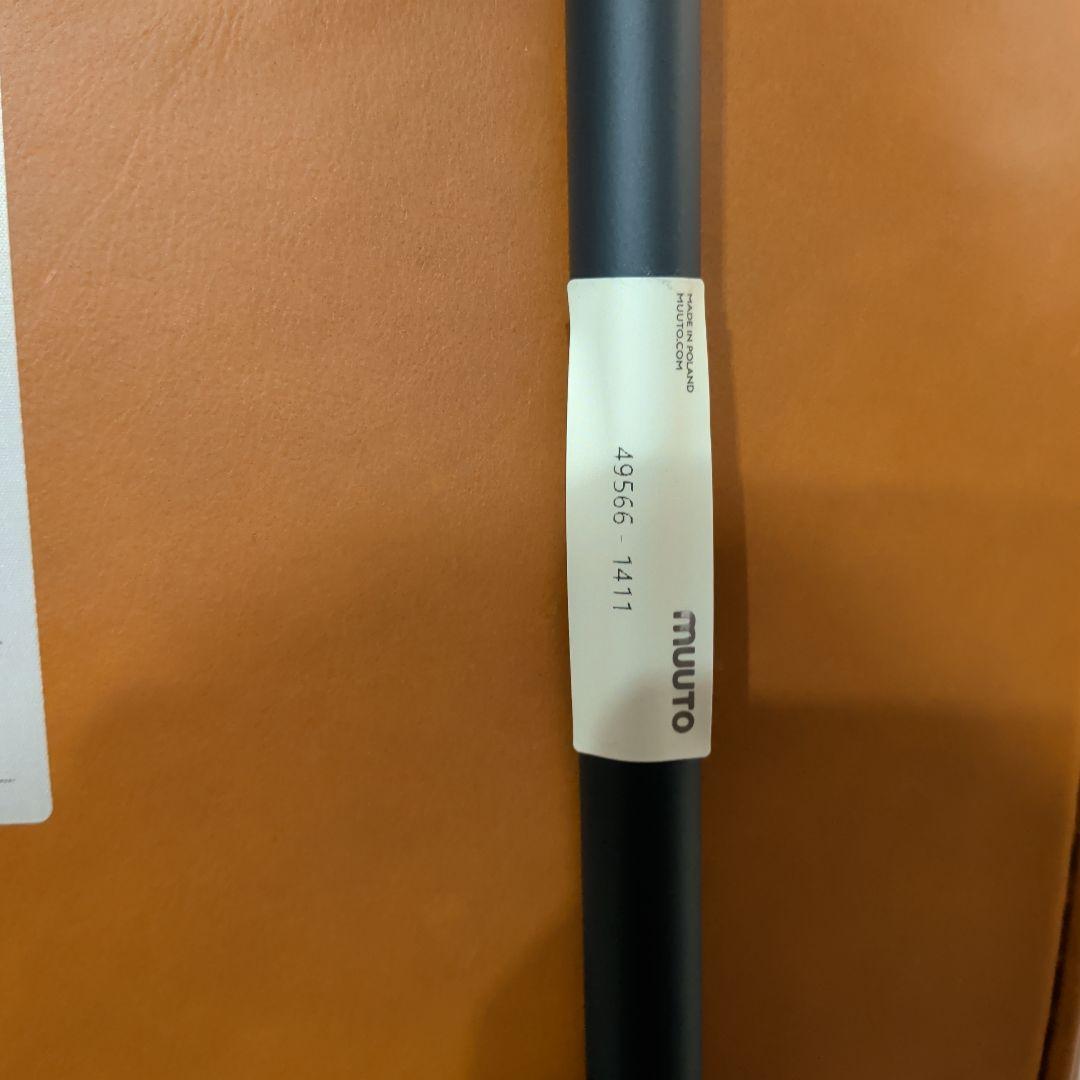 MADE IN POLAND
MUUTO.COM
49566 - 1411
muuto